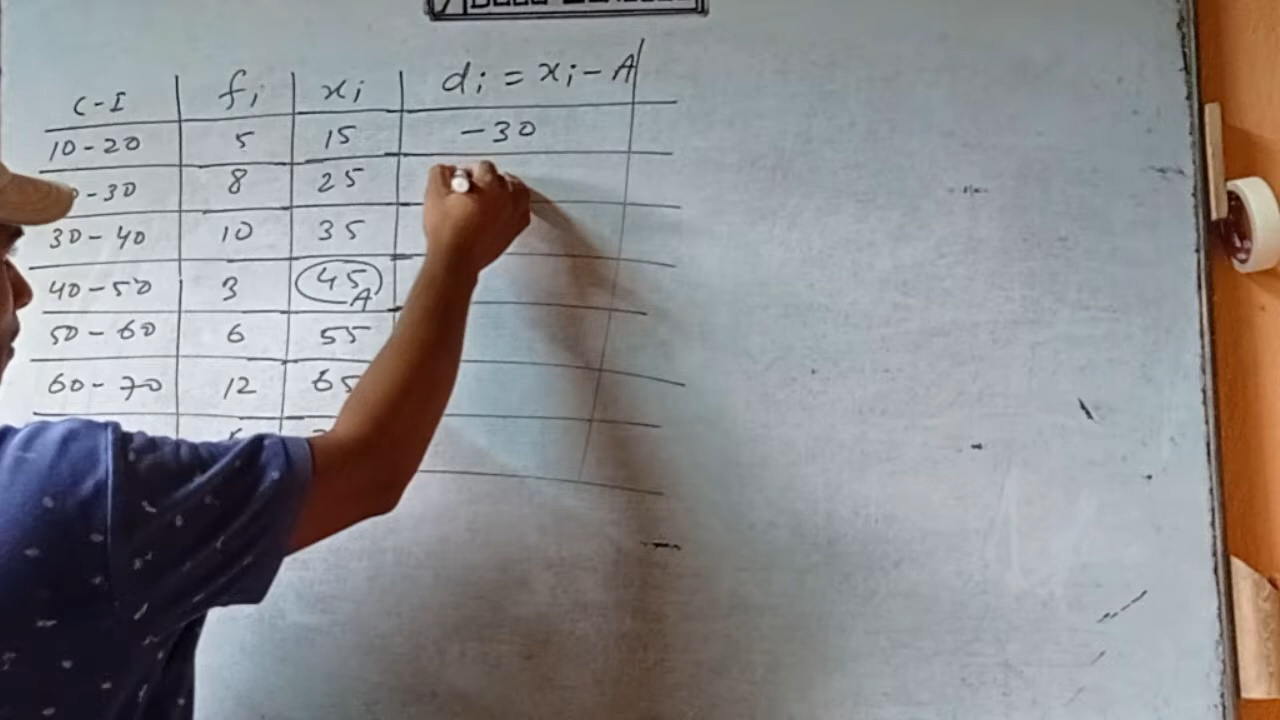 C-I fi xi di = xi - A
10-20 5 15 -30
-30 8 25
30-40 10 35
40-50 3 45 A
50-60 6 55
60-70 12 65